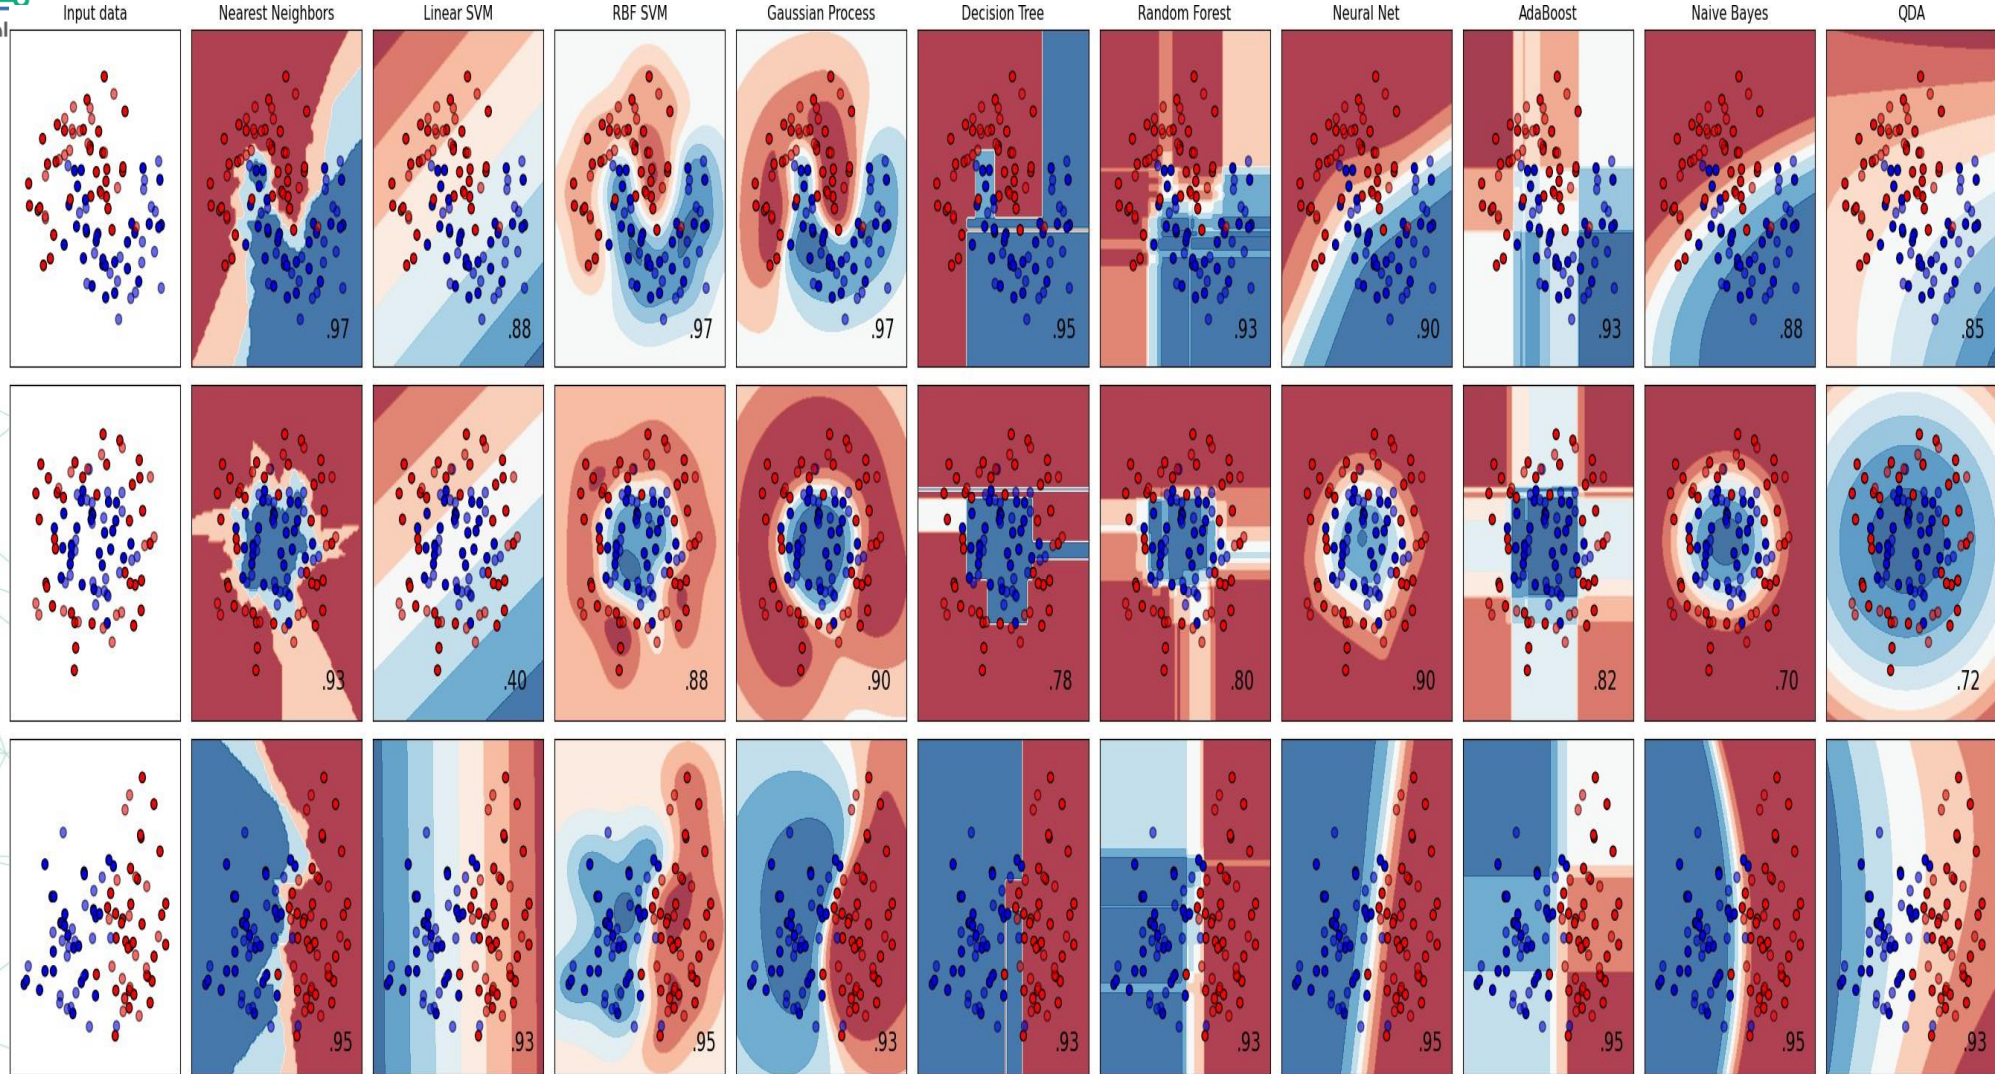 Input data Nearest Neighbors Linear SVM RBF SVM Gaussian Process Decision Tree Random Forest Neural Net AdaBoost Naive Bayes QDA
.97 .88 .97 .97 .95 .93 .90 .93 .88 .85
.93 .40 .88 .90 .78 .80 .90 .82 .70 .72
.95 .93 .95 .93 .93 .93 .95 .95 .95 .93